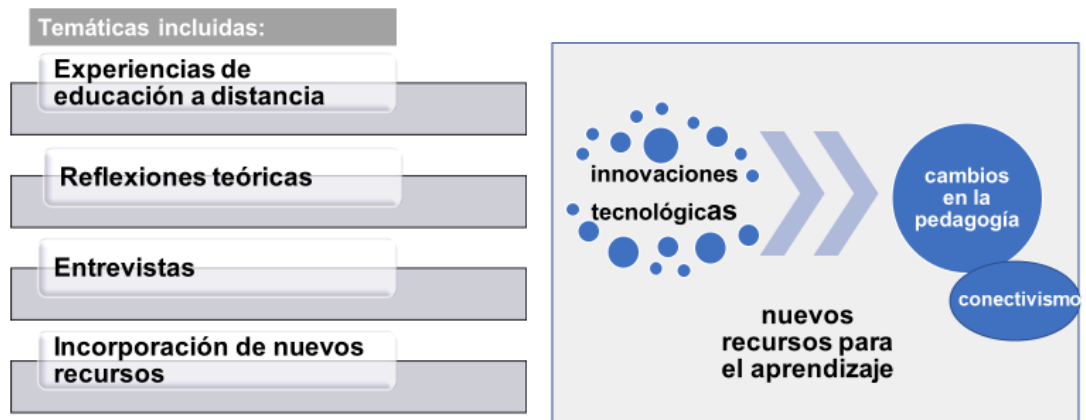 Temáticas incluidas:
Experiencias de
educación a distancia
Reflexiones teóricas
Entrevistas
Incorporación de nuevos
recursos
innovaciones
tecnológicas
cambios
en la
pedagogía
conectivismo
nuevos
recursos para
el aprendizaje